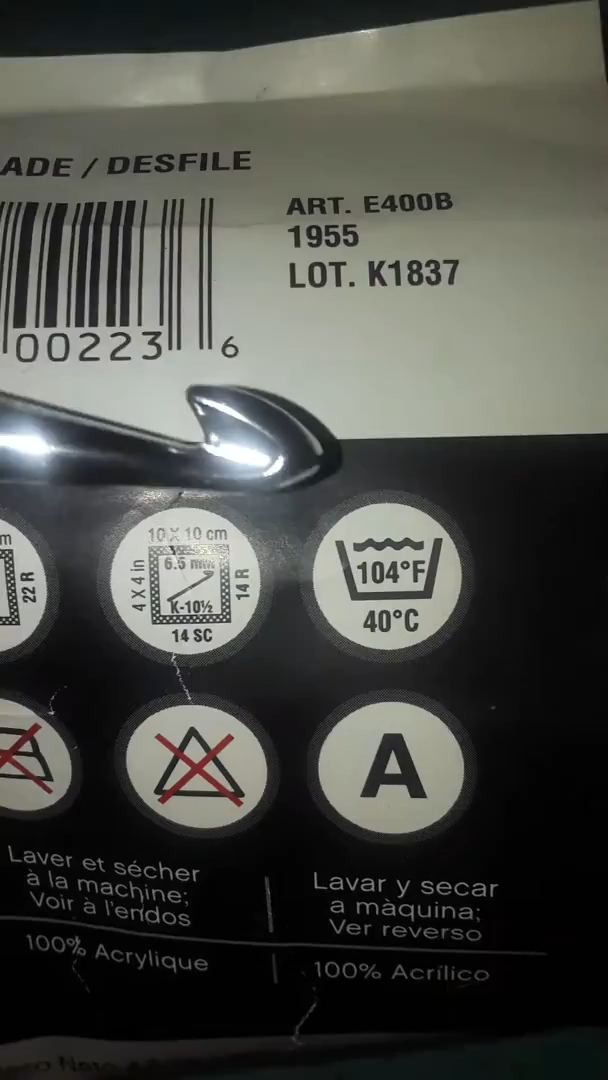 ADE / DESFILE
ART. E400B
1955
LOT. K1837
00223 6
m
22 R
10 X 10 cm
4 X 4 in
6.5 mm
K-10½
14 R
14 SC
104°F
40°C
A
Laver et sécher
à la machine;
Voir à l'endos
Lavar y secar
a màquina;
Ver reverso
100% Acrylique
100% Acrílico